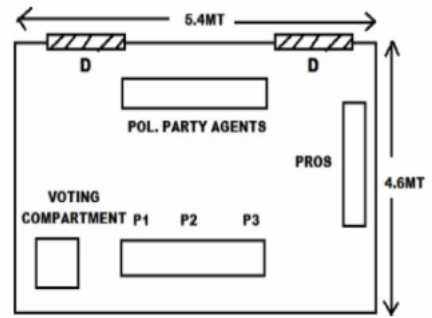 5.4MT
D
D
POL. PARTY AGENTS
PROS
4.6MT
VOTING
COMPARTMENT
P1
P2
P3